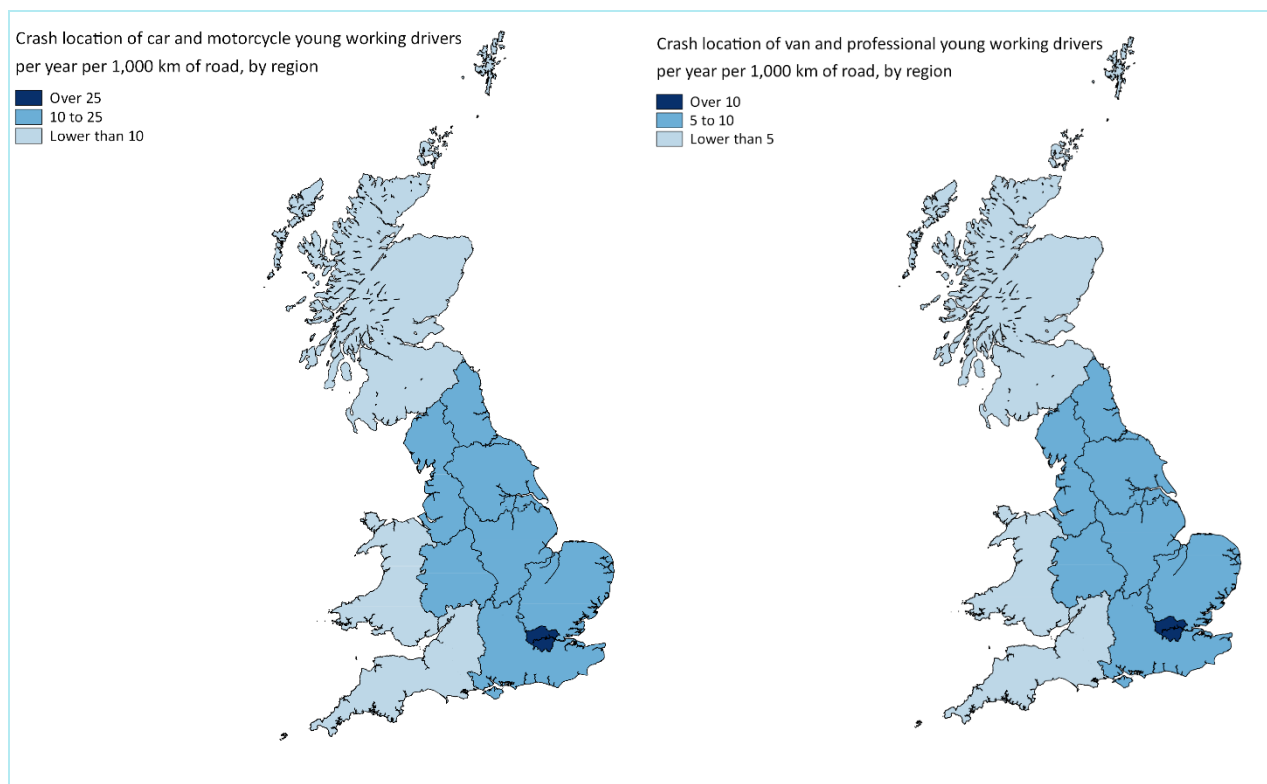 Crash location of car and motorcycle young working drivers
per year per 1,000 km of road, by region
Over 25
10 to 25
Lower than 10
Crash location of van and professional young working drivers
per year per 1,000 km of road, by region
Over 10
5 to 10
Lower than 5